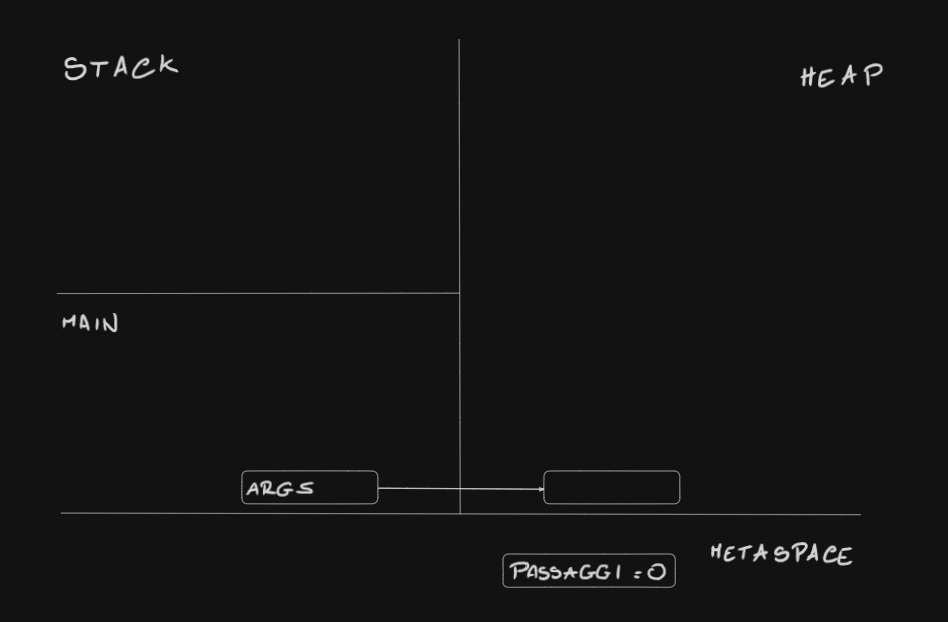 STACK
HEAP
MAIN
ARGS
METASPACE
PASSAGGI = 0